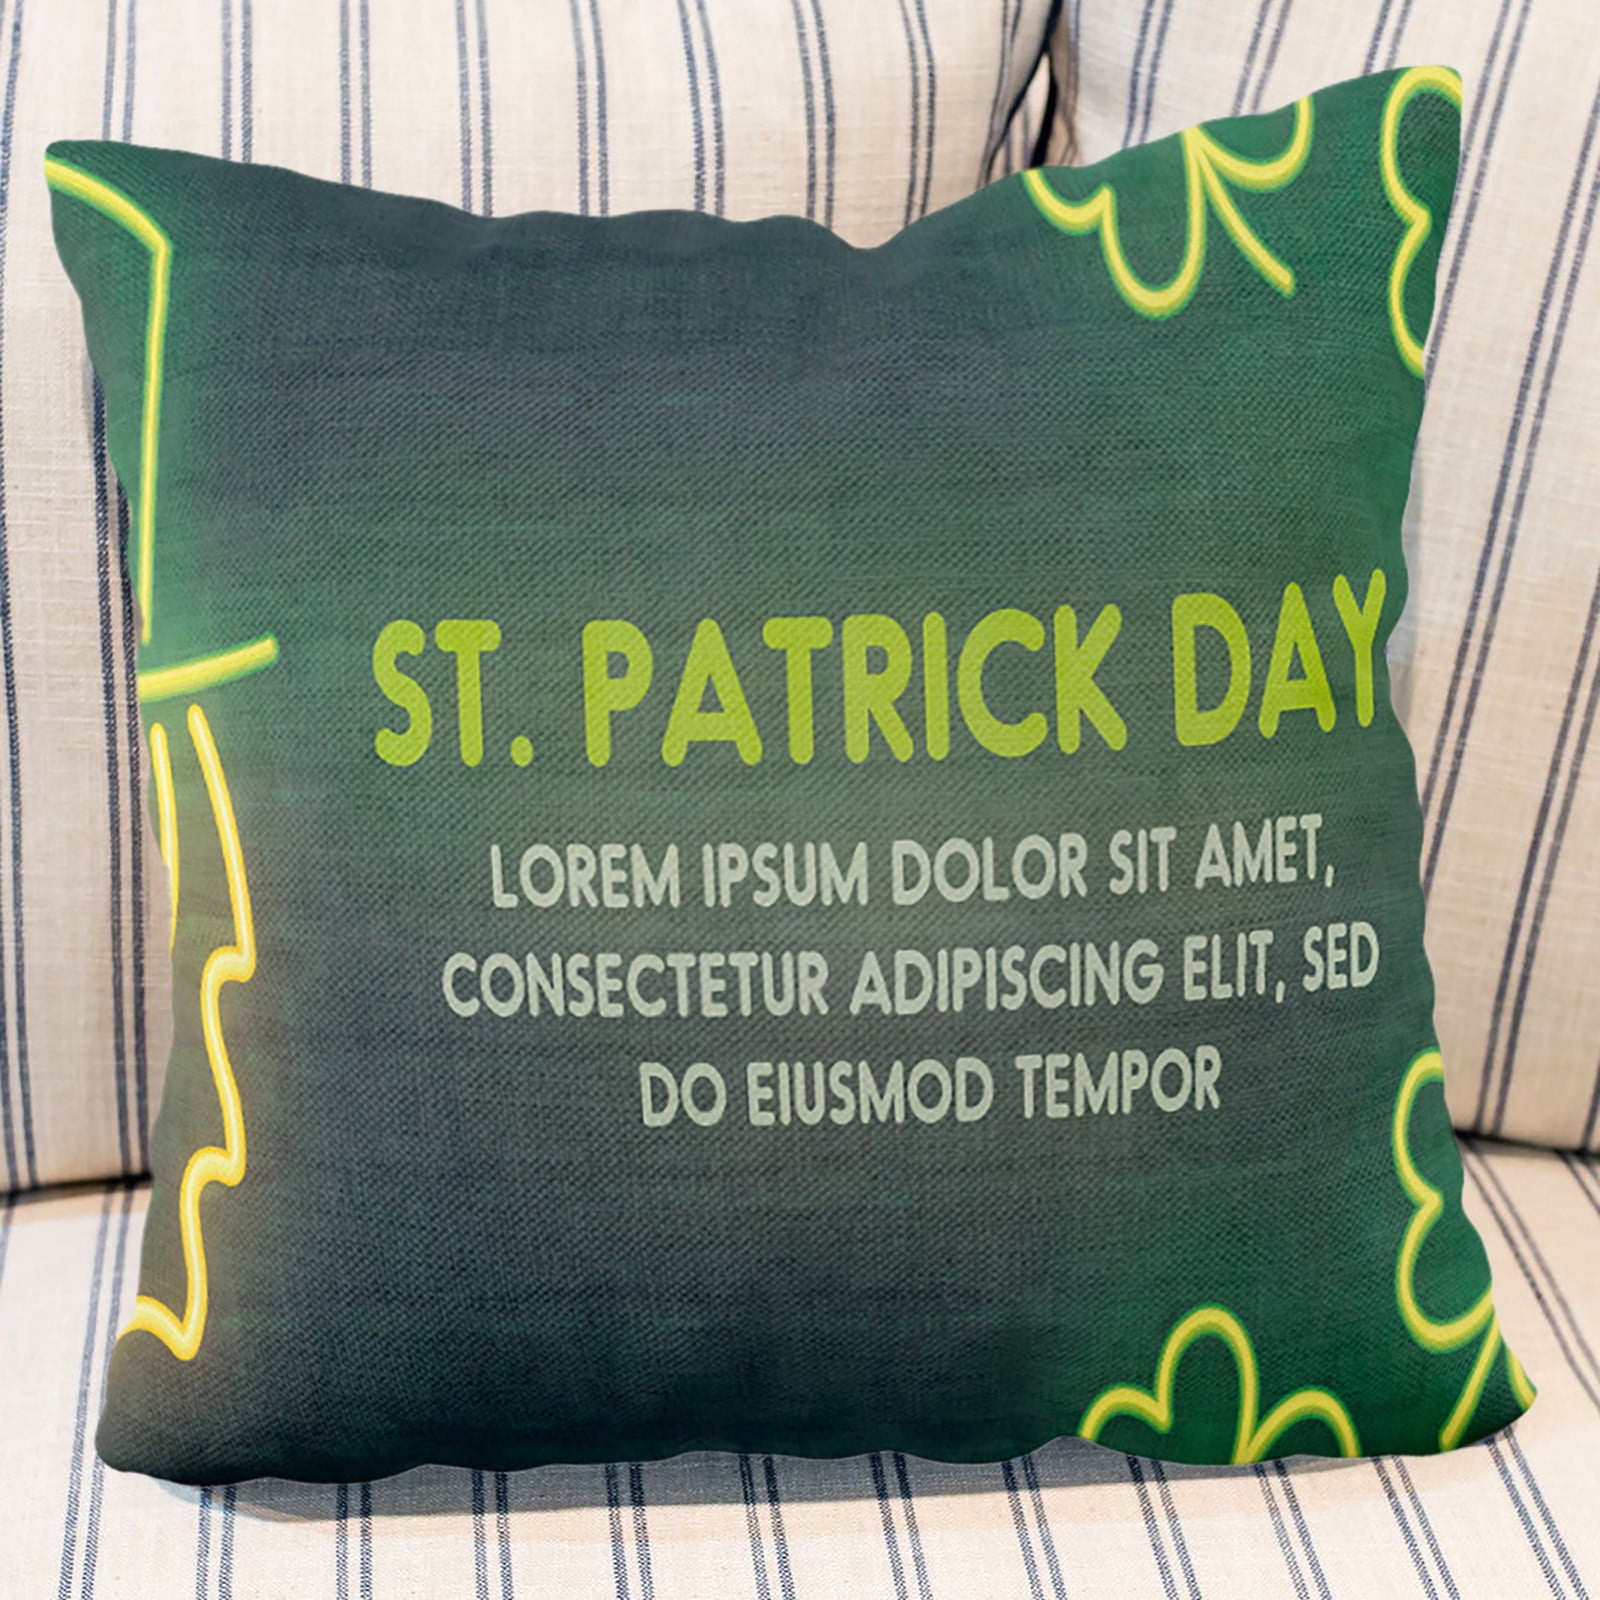 ST. PATRICK DAY
LOREM IPSUM DOLOR SIT AMET,
CONSECTETUR ADIPISCING ELIT, SED
DO EIUSMOD TEMPOR